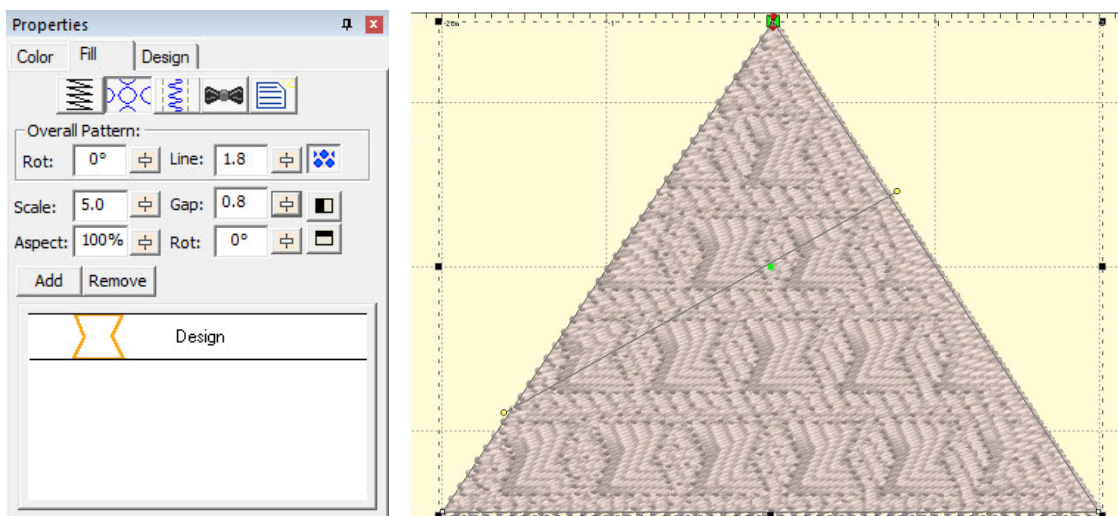 Properties
Color Fill Design
Overall Pattern:
Rot: 0° Line: 1.8
Scale: 5.0 Gap: 0.8
Aspect: 100% Rot: 0°
Add Remove
Design